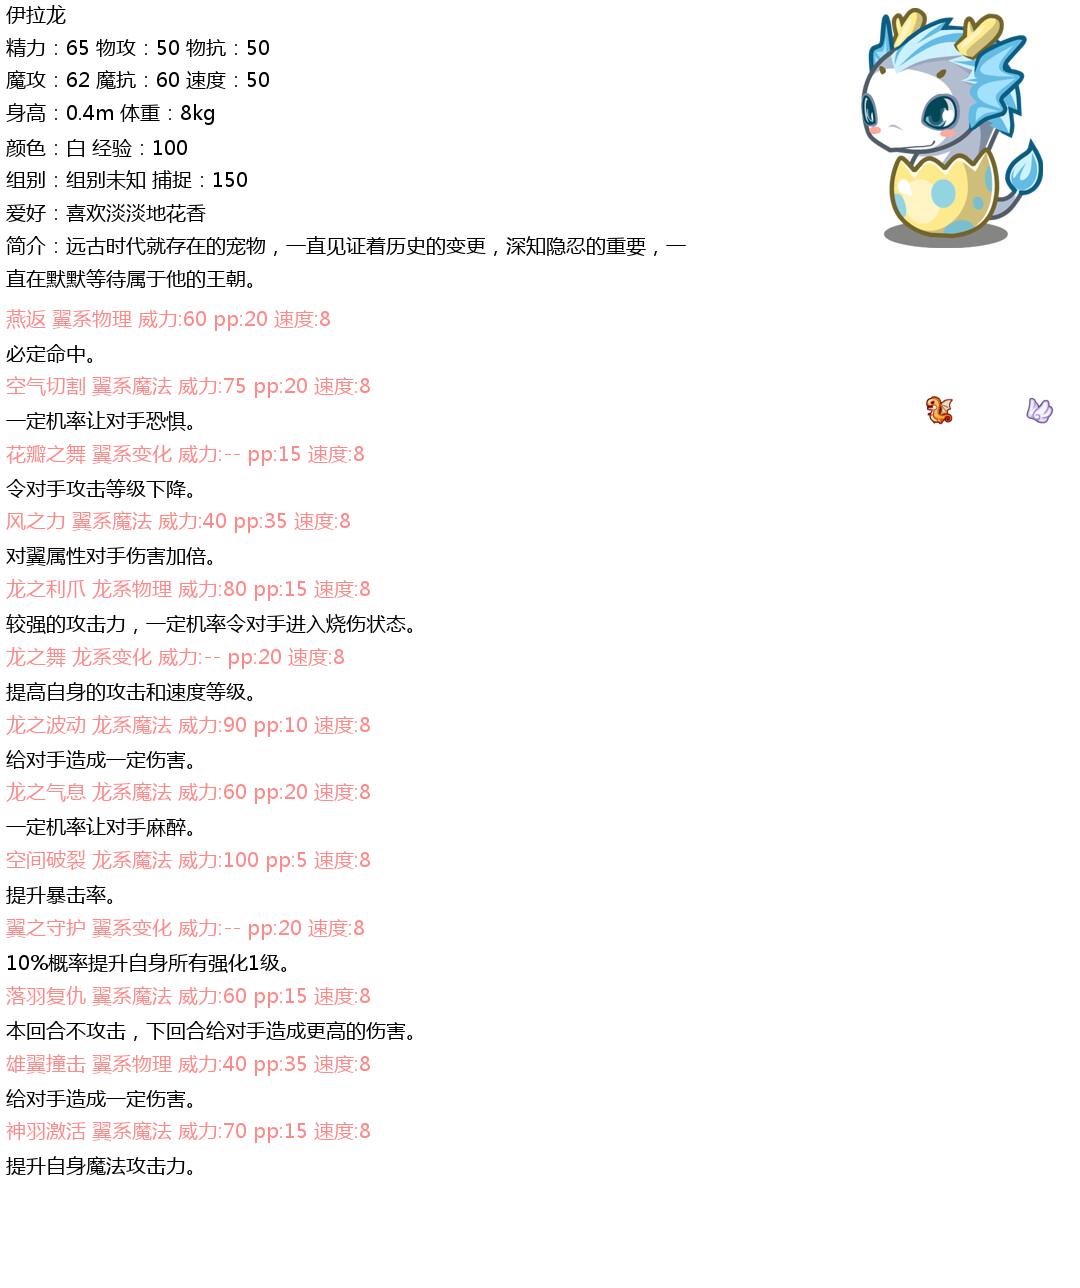 伊拉龙
精力：65 物攻：50 物抗：50
魔攻：62 魔抗：60 速度：50
身高：0.4m 体重：8kg
颜色：白 经验：100
组别：组别未知 捕捉：150
爱好：喜欢淡淡地花香
简介：远古时代就存在的宠物，一直见证着历史的变更，深知隐忍的重要，一
直在默默等待属于他的王朝。
燕返 翼系物理 威力:60 pp:20 速度:8
必定命中。
空气切割 翼系魔法 威力:75 pp:20 速度:8
一定机率让对手恐惧。
花瓣之舞 翼系变化 威力:-- pp:15 速度:8
令对手攻击等级下降。
风之力 翼系魔法 威力:40 pp:35 速度:8
对翼属性对手伤害加倍。
龙之利爪 龙系物理 威力:80 pp:15 速度:8
较强的攻击力，一定机率令对手进入烧伤状态。
龙之舞 龙系变化 威力:-- pp:20 速度:8
提高自身的攻击和速度等级。
龙之波动 龙系魔法 威力:90 pp:10 速度:8
给对手造成一定伤害。
龙之气息 龙系魔法 威力:60 pp:20 速度:8
一定机率让对手麻醉。
空间破裂 龙系魔法 威力:100 pp:5 速度:8
提升暴击率。
翼之守护 翼系变化 威力:-- pp:20 速度:8
10%概率提升自身所有强化1级。
落羽复仇 翼系魔法 威力:60 pp:15 速度:8
本回合不攻击，下回合给对手造成更高的伤害。
雄翼撞击 翼系物理 威力:40 pp:35 速度:8
给对手造成一定伤害。
神羽激活 翼系魔法 威力:70 pp:15 速度:8
提升自身魔法攻击力。